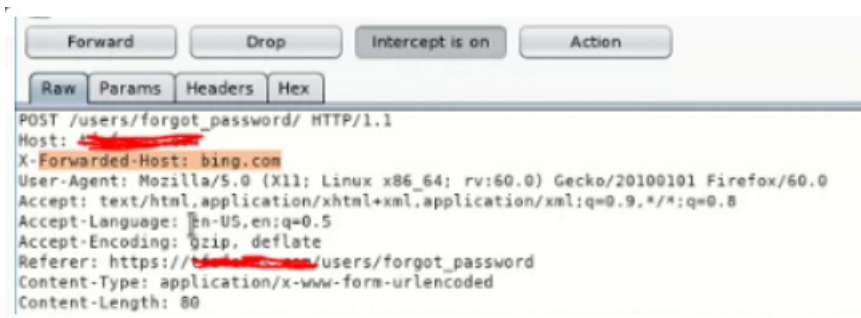 Forward Drop Intercept is on Action
Raw Params Headers Hex
POST /users/forgot_password/ HTTP/1.1
Host:
X-Forwarded-Host: bing.com
User-Agent: Mozilla/5.0 (X11; Linux x86_64; rv:60.0) Gecko/20100101 Firefox/60.0
Accept: text/html,application/xhtml+xml,application/xml;q=0.9,*/*;q=0.8
Accept-Language: en-US,en;q=0.5
Accept-Encoding: gzip, deflate
Referer: https:///users/forgot_password
Content-Type: application/x-www-form-urlencoded
Content-Length: 80